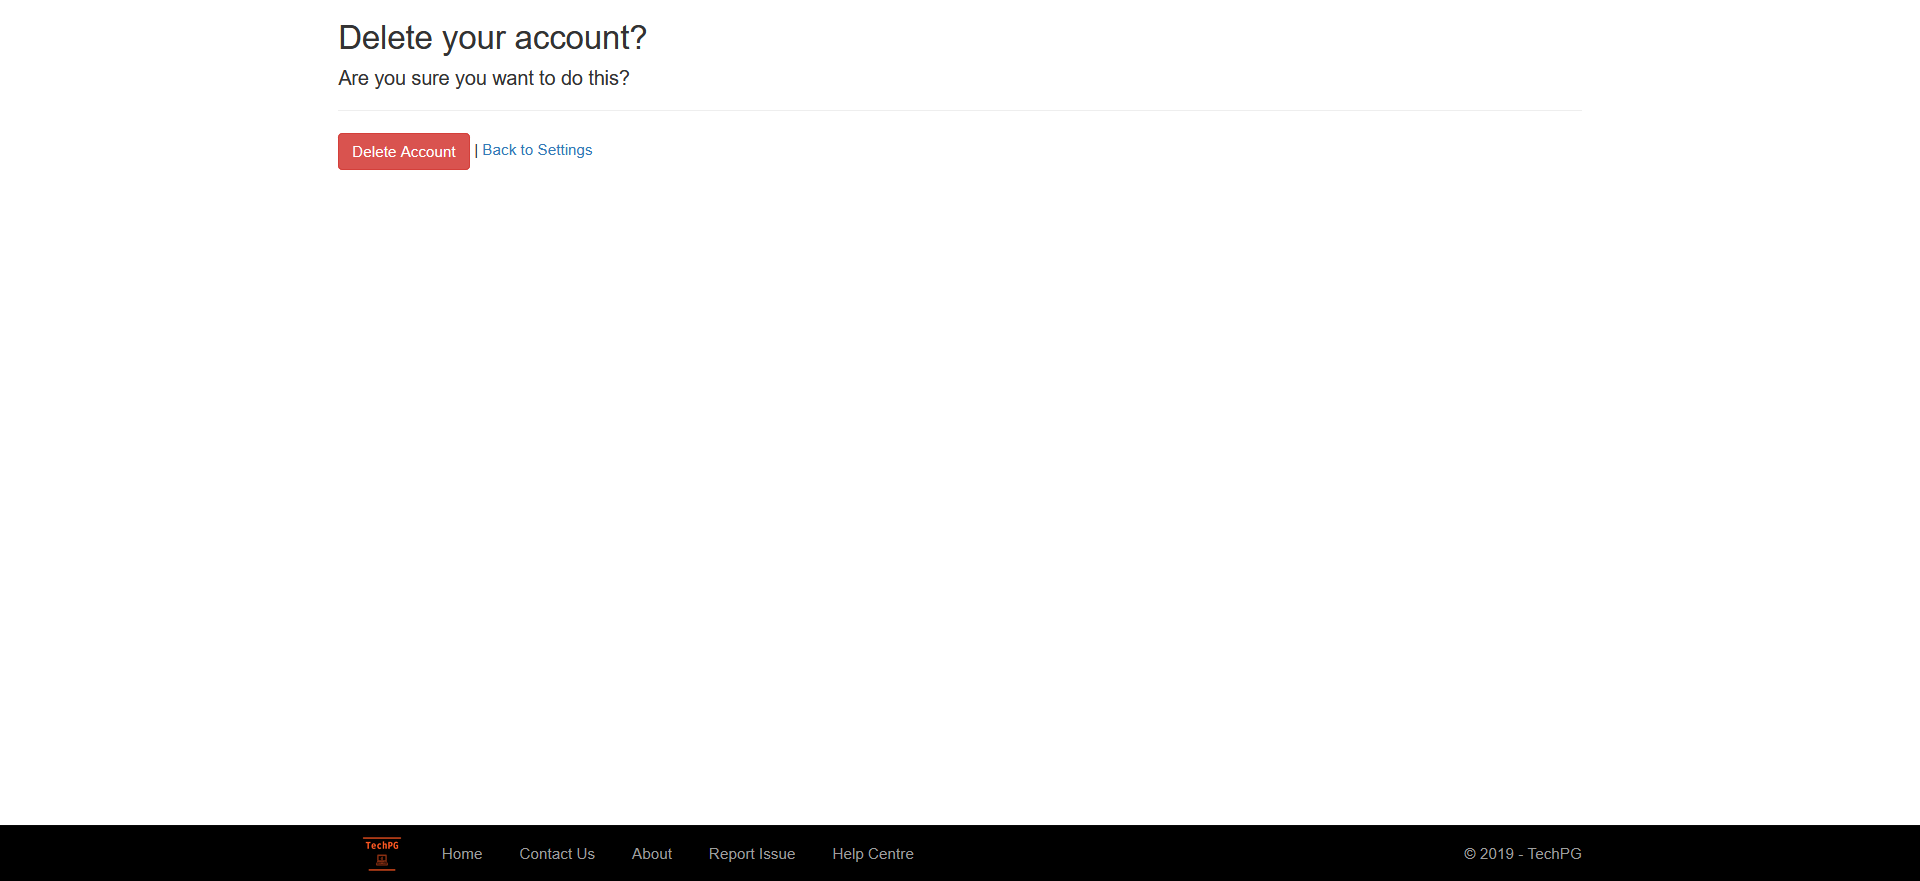 Delete your account?
Are you sure you want to do this?
Delete Account | Back to Settings
TechPG Home Contact Us About Report Issue Help Centre © 2019 - TechPG